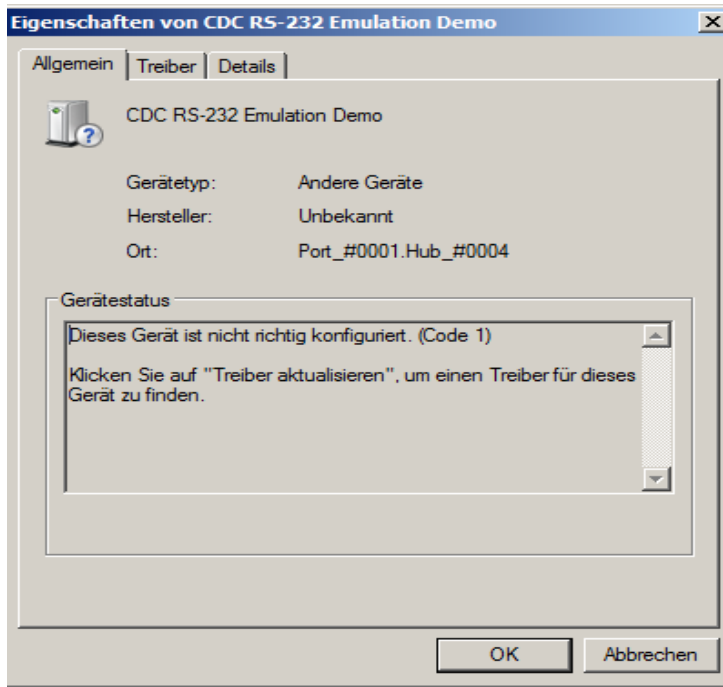 Eigenschaften von CDC RS-232 Emulation Demo
Allgemein Treiber Details
CDC RS-232 Emulation Demo
Gerätetyp: Andere Geräte
Hersteller: Unbekannt
Ort: Port_#0001.Hub_#0004
Gerätestatus
Dieses Gerät ist nicht richtig konfiguriert. (Code 1)
Klicken Sie auf "Treiber aktualisieren", um einen Treiber für dieses
Gerät zu finden.
OK Abbrechen